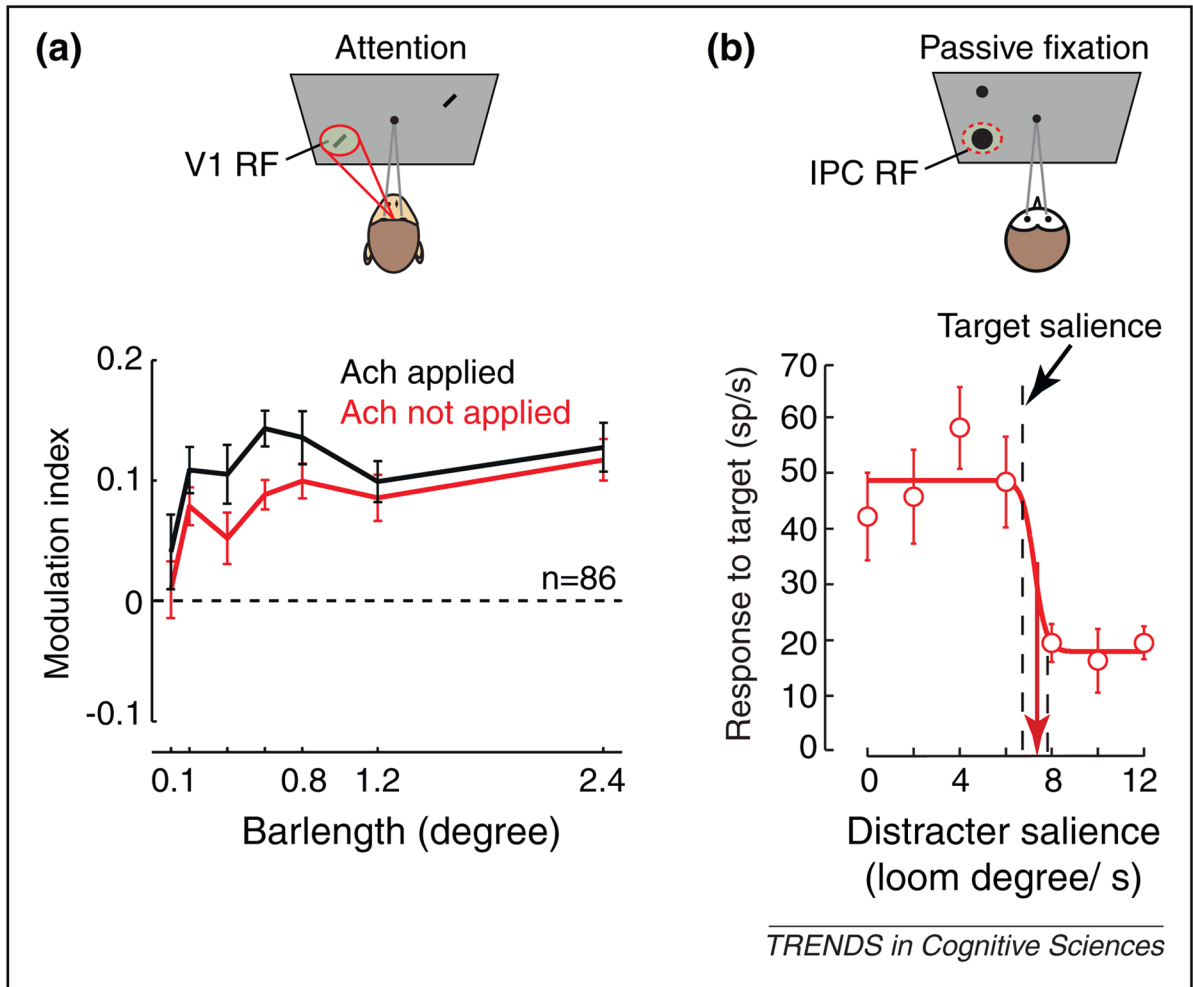 (a)
Attention
V1 RF
0.2
0.1
0
-0.1
Modulation index
Ach applied
Ach not applied
n=86
0.1
0.8
1.2
2.4
Barlength (degree)
(b)
Passive fixation
IPC RF
Target salience
70
60
50
40
30
20
10
0
Response to target (sp/s)
0
4
8
12
Distracter salience
(loom degree/ s)
TRENDS in Cognitive Sciences